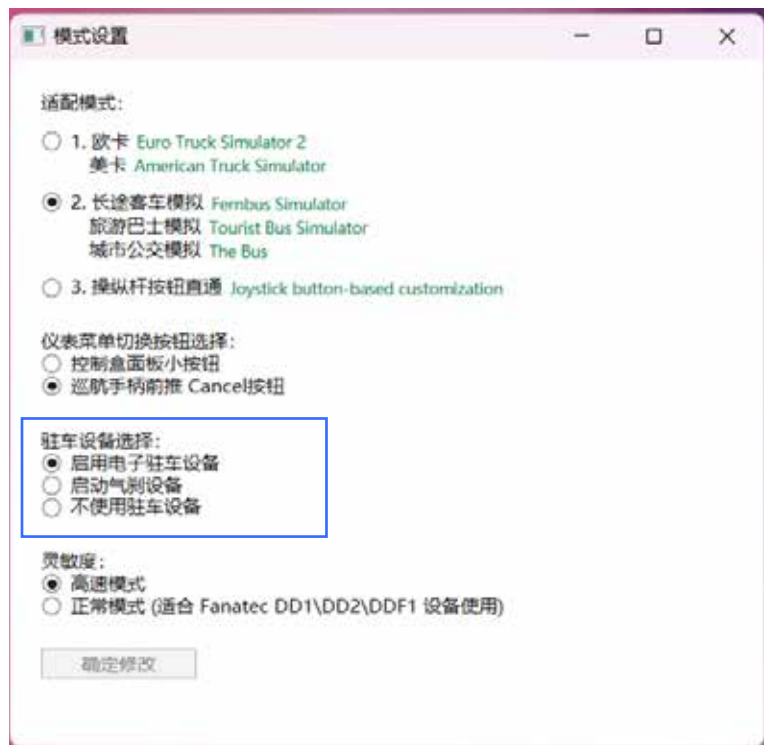 模式设置
适配模式：
1. 欧卡 Euro Truck Simulator 2
美卡 American Truck Simulator
2. 长途客车模拟 Fernbus Simulator
旅游巴士模拟 Tourist Bus Simulator
城市公交模拟 The Bus
3. 操纵杆按钮直通 Joystick button-based customization
仪表菜单切换按钮选择：
控制盒面板小按钮
巡航手柄前推 Cancel按钮
驻车设备选择：
启用电子驻车设备
启动气刹设备
不使用驻车设备
灵敏度：
高速模式
正常模式 (适合 Fanatec DD1\DD2\DDF1 设备使用)
确定修改